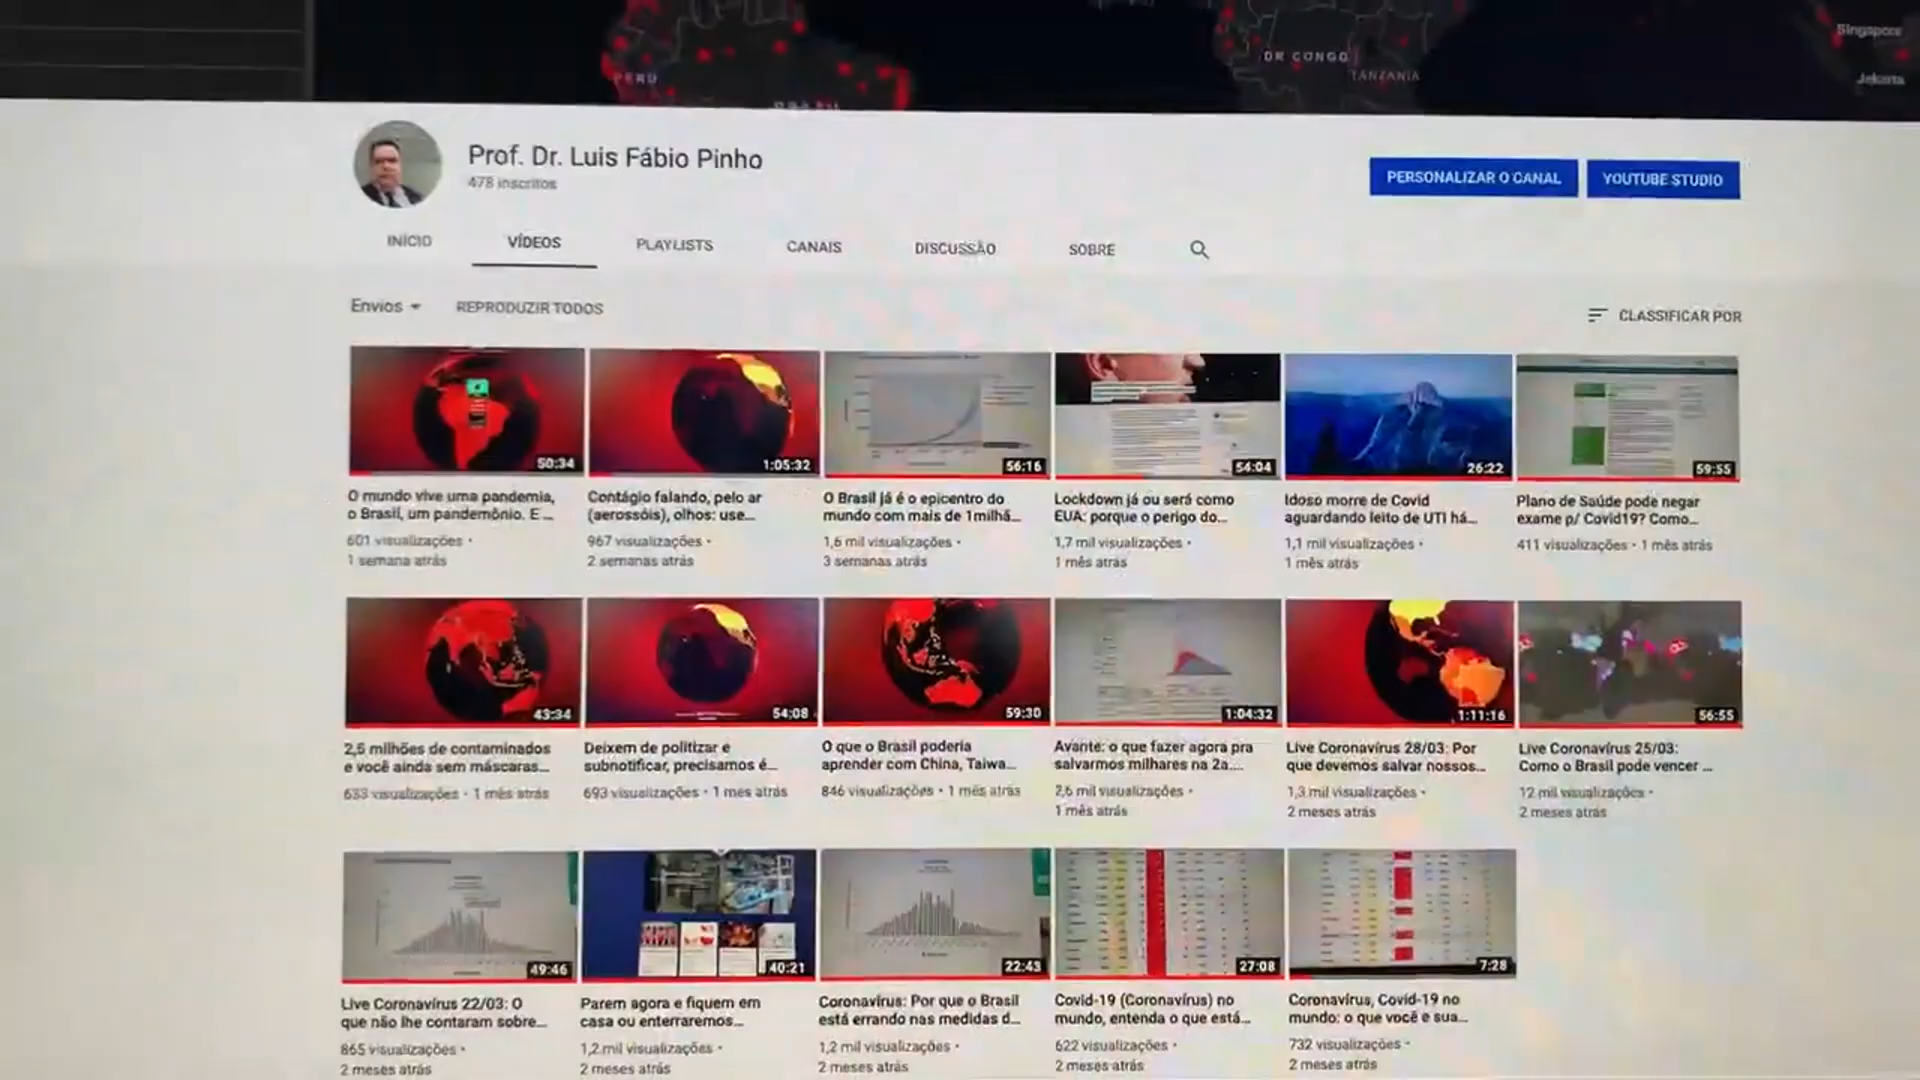 Singapore
DR CONGO
PERU
TANZANIA
Jakarta
Prof. Dr. Luis Fábio Pinho
478 inscritos
PERSONALIZAR O CANAL
YOUTUBE STUDIO
INÍCIO
VÍDEOS
PLAYLISTS
CANAIS
DISCUSSÃO
SOBRE
Envios
REPRODUZIR TODOS
CLASSIFICAR POR
50:34
1:05:32
56:16
54:04
26:22
59:55
O mundo vive uma pandemia,
o Brasil, um pandemônio. E ...
601 visualizações •
1 semana atrás
Contágio falando, pelo ar
(aerossóis), olhos: use...
967 visualizações •
2 semanas atrás
O Brasil já é o epicentro do
mundo com mais de 1milhã...
1,6 mil visualizações •
3 semanas atrás
Lockdown já ou será como
EUA: porque o perigo do...
1,7 mil visualizações •
1 mês atrás
Idoso morre de Covid
aguardando leito de UTI há...
1,1 mil visualizações •
1 mês atrás
Plano de Saúde pode negar
exame p/ Covid19? Como...
411 visualizações • 1 mês atrás
43:34
54:08
59:30
1:04:32
1:11:16
56:55
2,5 milhões de contaminados
e você ainda sem máscaras...
633 visualizações • 1 mês atrás
Deixem de politizar e
subnotificar, precisamos é...
693 visualizações • 1 mês atrás
O que o Brasil poderia
aprender com China, Taiwa...
846 visualizações • 1 mês atrás
Avante: o que fazer agora pra
salvarmos milhares na 2a....
2,6 mil visualizações •
1 mês atrás
Live Coronavírus 28/03: Por
que devemos salvar nossos...
1,3 mil visualizações •
2 meses atrás
Live Coronavírus 25/03:
Como o Brasil pode vencer ...
12 mil visualizações •
2 meses atrás
49:46
40:21
22:43
27:08
7:28
Live Coronavírus 22/03: O
que não lhe contaram sobre...
865 visualizações •
2 meses atrás
Parem agora e fiquem em
casa ou enterraremos...
1,2 mil visualizações •
2 meses atrás
Coronavírus: Por que o Brasil
está errando nas medidas d...
1,2 mil visualizações •
2 meses atrás
Covid-19 (Coronavírus) no
mundo, entenda o que está...
622 visualizações •
2 meses atrás
Coronavírus, Covid-19 no
mundo: o que você e sua...
732 visualizações •
2 meses atrás